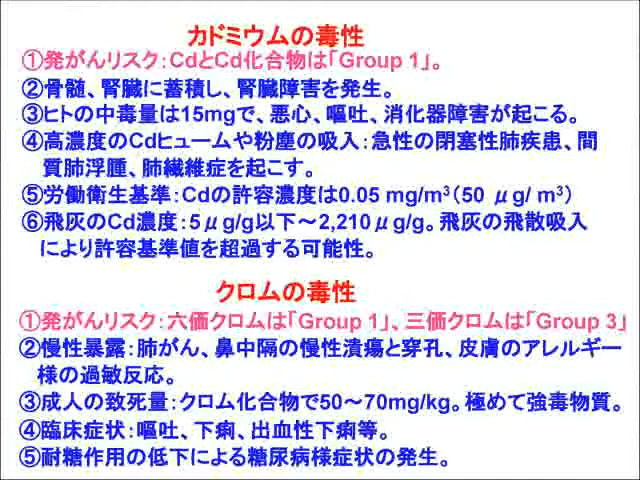 カドミウムの毒性
①発がんリスク：CdとCd化合物は「Group 1」。
②骨髄、腎臓に蓄積し、腎臓障害を発生。
③ヒトの中毒量は15mgで、悪心、嘔吐、消化器障害が起こる。
④高濃度のCdヒュームや粉塵の吸入：急性の閉塞性肺疾患、間
質肺浮腫、肺繊維症を起こす。
⑤労働衛生基準：Cdの許容濃度は0.05 mg/m³（50 μg/ m³）
⑥飛灰のCd濃度：5μg/g以下～2,210μg/g。飛灰の飛散吸入
により許容基準値を超過する可能性。
クロムの毒性
①発がんリスク：六価クロムは「Group 1」、三価クロムは「Group 3」
②慢性暴露：肺がん、鼻中隔の慢性潰瘍と穿孔、皮膚のアレルギー
様の過敏反応。
③成人の致死量：クロム化合物で50～70mg/kg。極めて強毒物質。
④臨床症状：嘔吐、下痢、出血性下痢等。
⑤耐糖作用の低下による糖尿病様症状の発生。